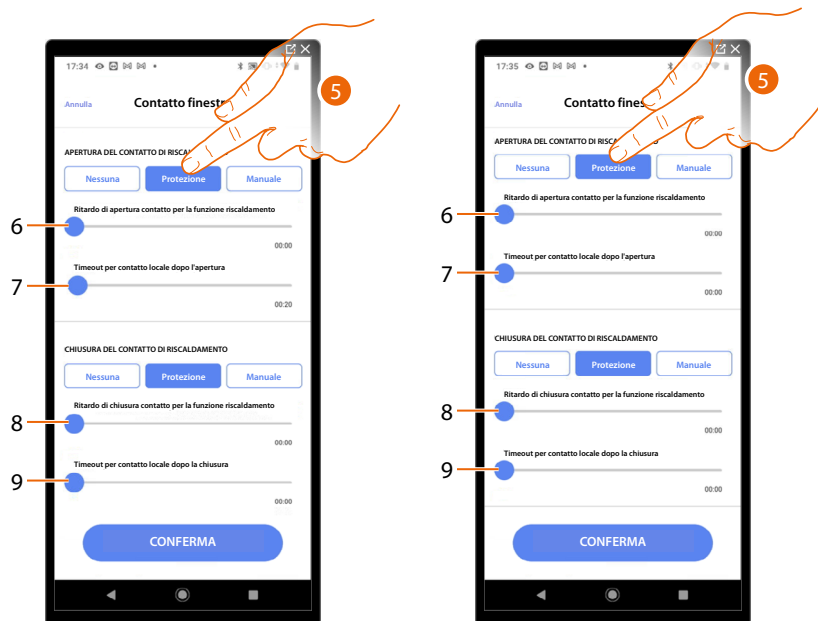 17:34
5
Annulla
Contatto finestr
APERTURA DEL CONTATTO DI RISCALDAMENTO
Nessuna Protezione Manuale
Ritardo di apertura contatto per la funzione riscaldamento
6
00:00
Timeout per contatto locale dopo l'apertura
7
00:20
CHIUSURA DEL CONTATTO DI RISCALDAMENTO
Nessuna Protezione Manuale
Ritardo di chiusura contatto per la funzione riscaldamento
8
00:00
Timeout per contatto locale dopo la chiusura
9
00:00
CONFERMA
17:35
5
Annulla
Contatto fines
APERTURA DEL CONTATTO DI RISCALDAMENTO
Nessuna Protezione Manuale
Ritardo di apertura contatto per la funzione riscaldamento
6
00:00
Timeout per contatto locale dopo l'apertura
7
00:00
CHIUSURA DEL CONTATTO DI RISCALDAMENTO
Nessuna Protezione Manuale
Ritardo di chiusura contatto per la funzione riscaldamento
8
00:00
Timeout per contatto locale dopo la chiusura
9
00:00
CONFERMA